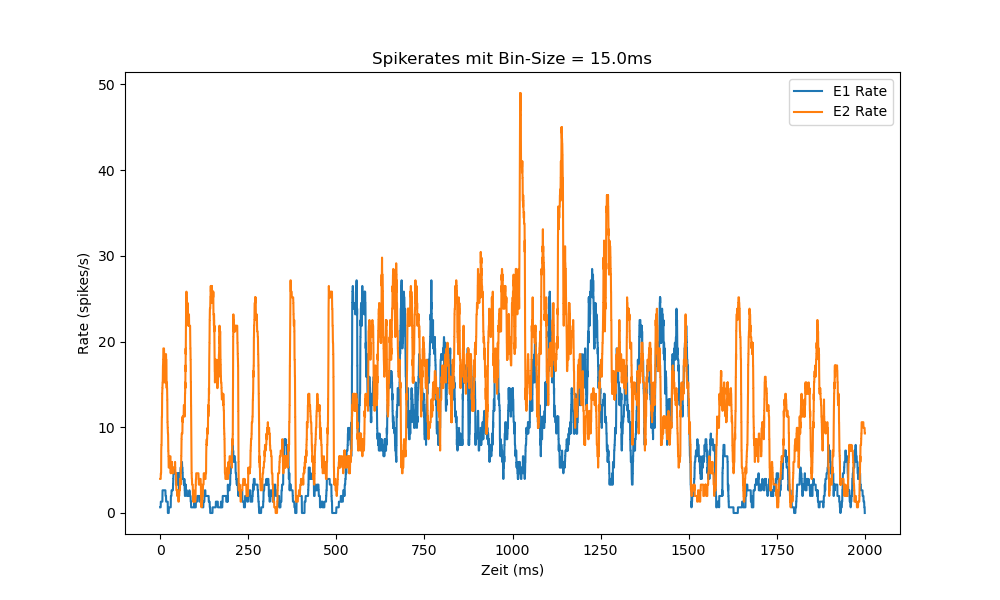 Spikerates mit Bin-Size = 15.0ms
E1 Rate
E2 Rate
50
40
30
20
10
0
Rate (spikes/s)
0 250 500 750 1000 1250 1500 1750 2000
Zeit (ms)